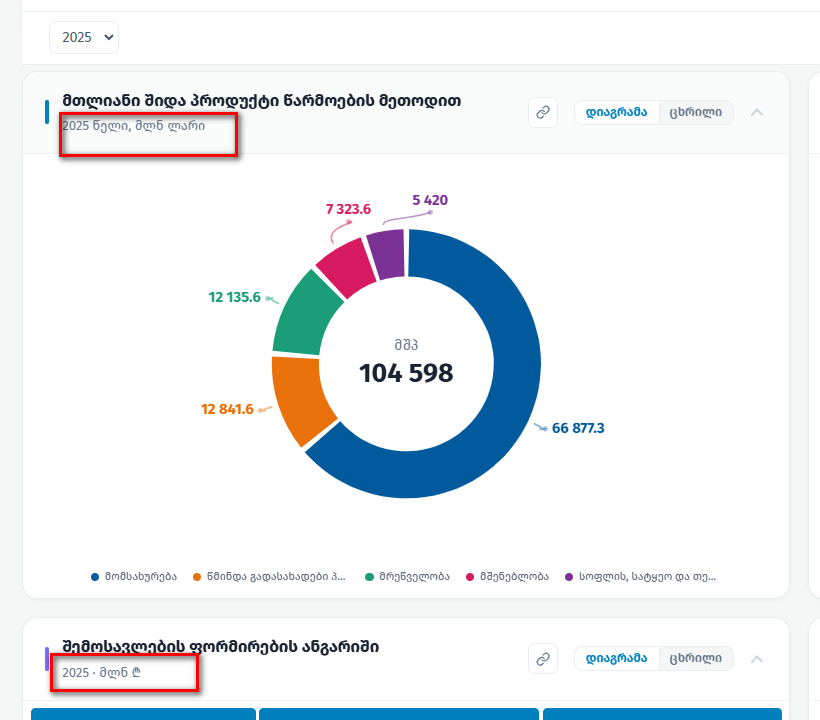 2025
მთლიანი შიდა პროდუქტი წარმოების მეთოდით
დიაგრამა ცხრილი
2025 წელი, მლნ ლარი
5 420
7 323.6
12 135.6
მშპ
104 598
12 841.6
66 877.3
მომსახურება წმინდა გადასახადები პ... მრეწველობა მშენებლობა სოფლის, სატყეო და თე...
შემოსავლების ფორმირების ანგარიში
დიაგრამა ცხრილი
2025 · მლნ ₾